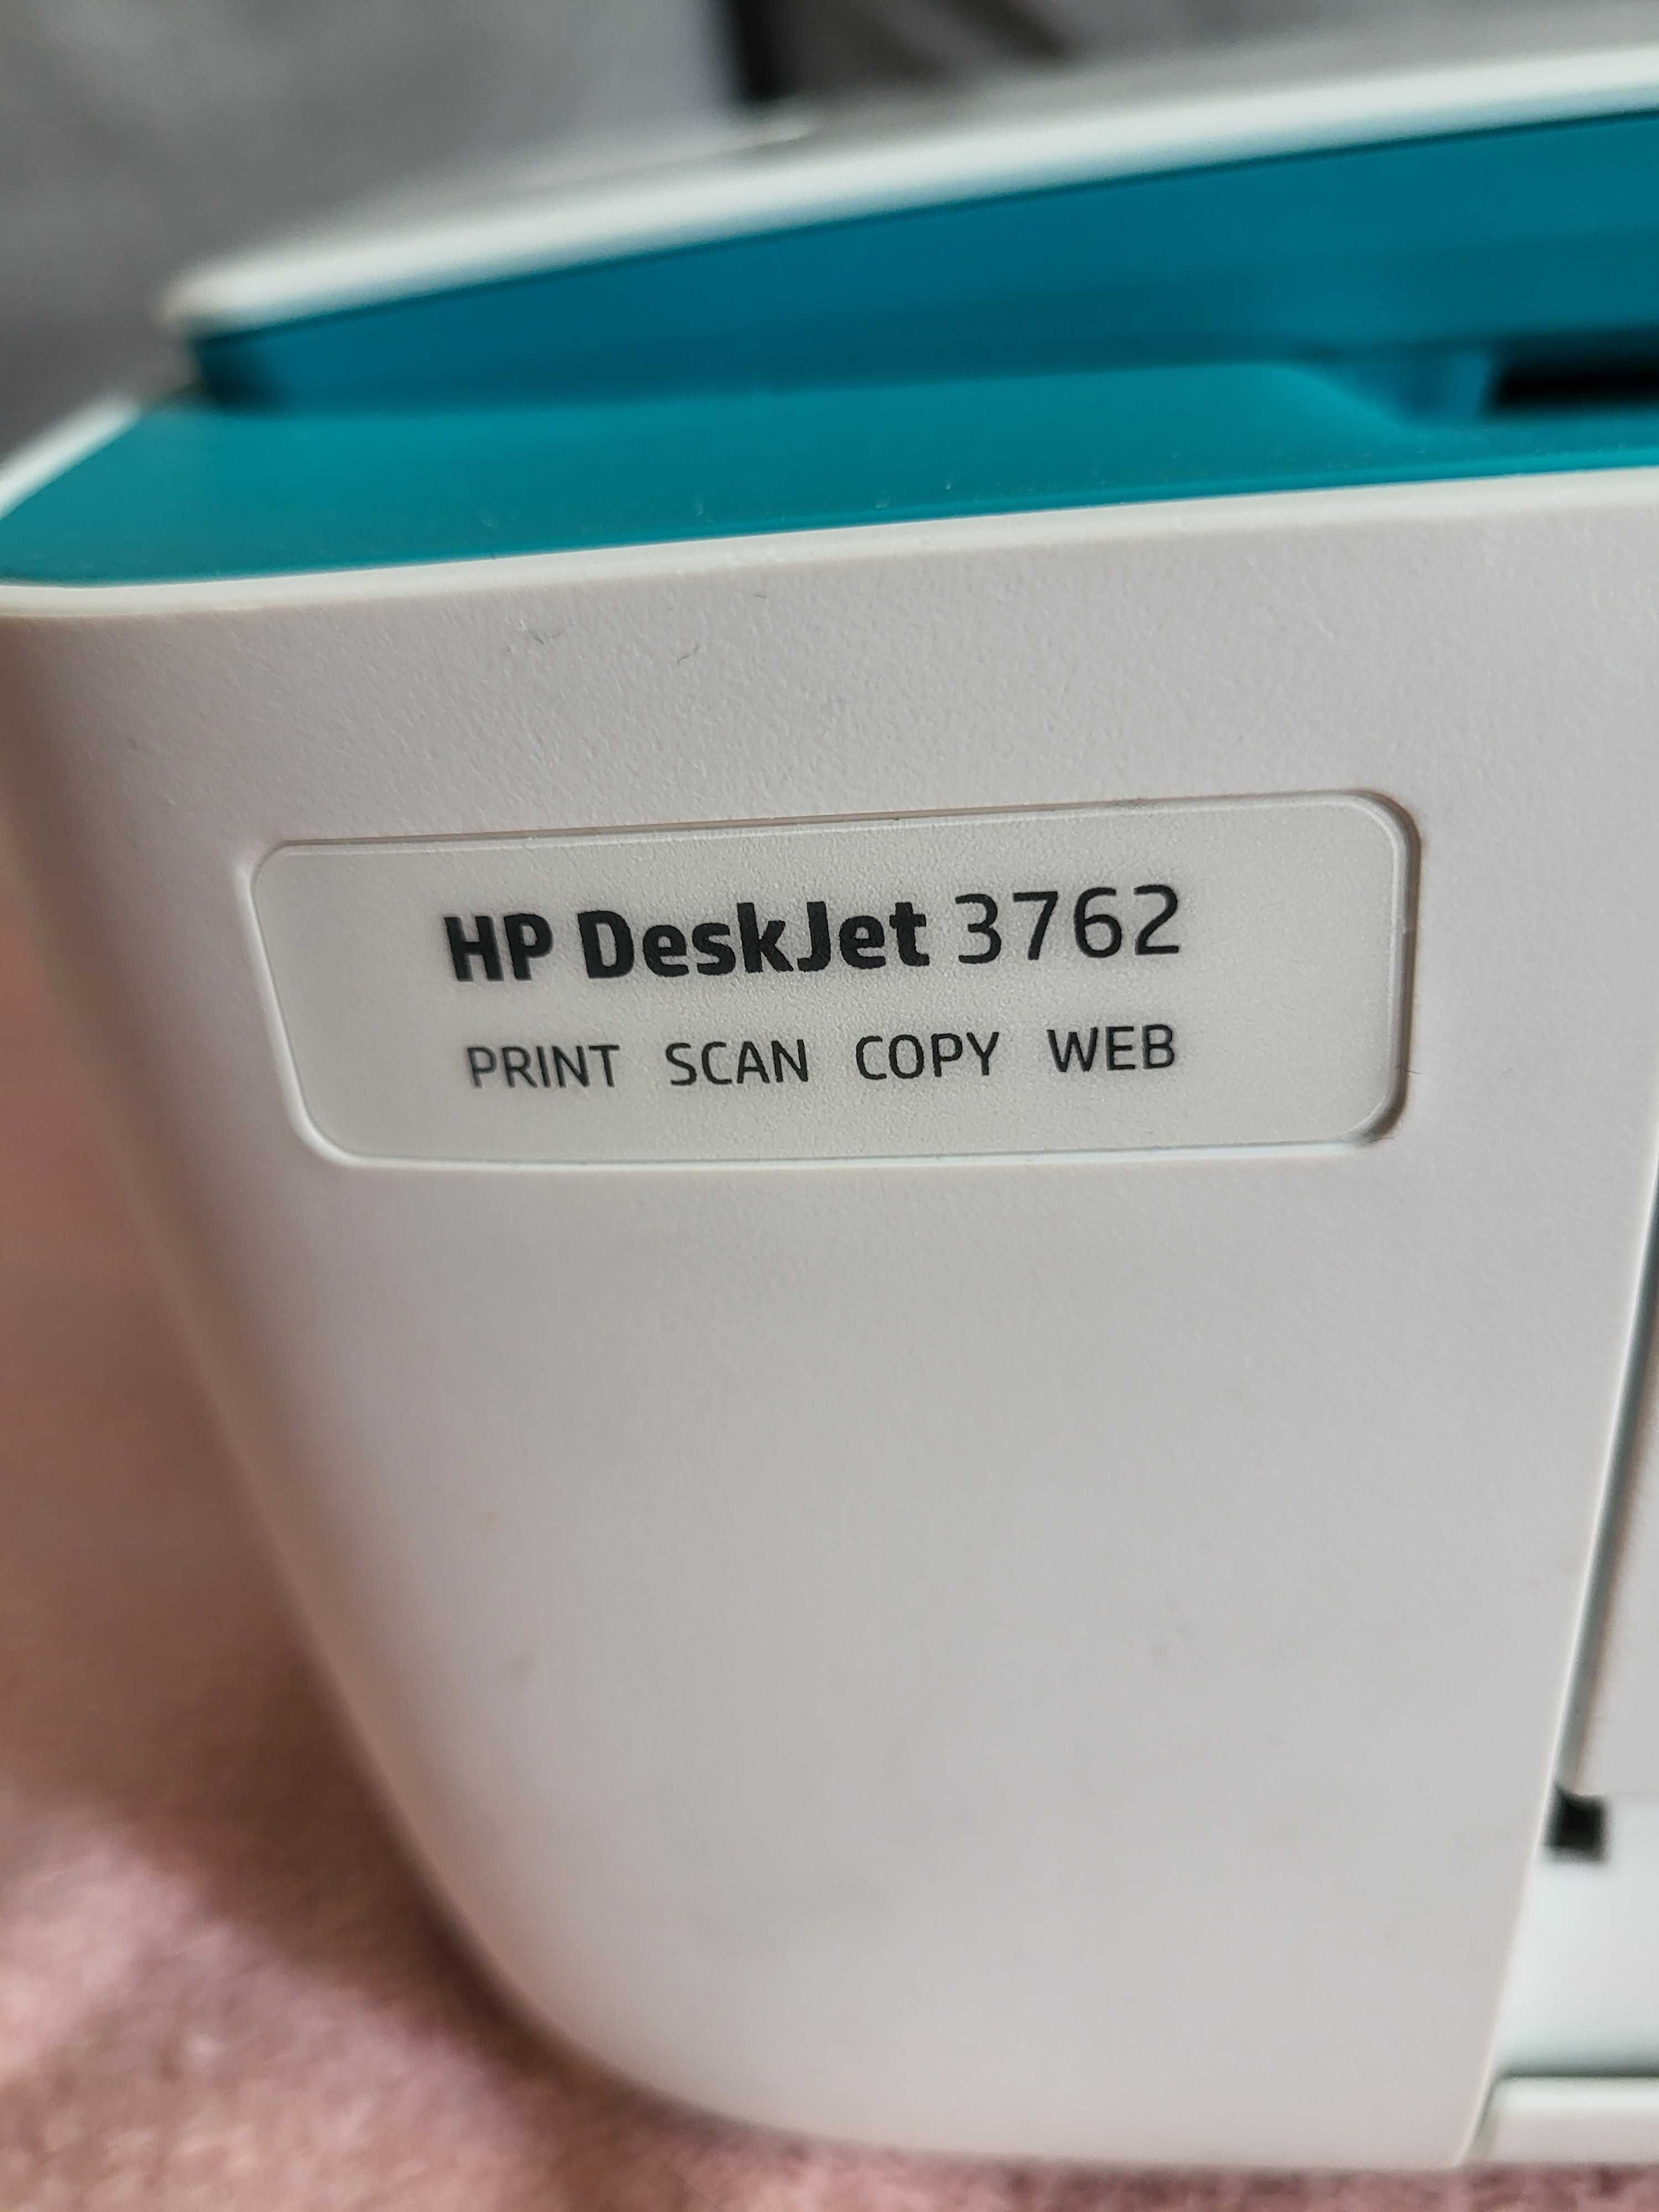 HP DeskJet 3762
PRINT SCAN COPY WEB